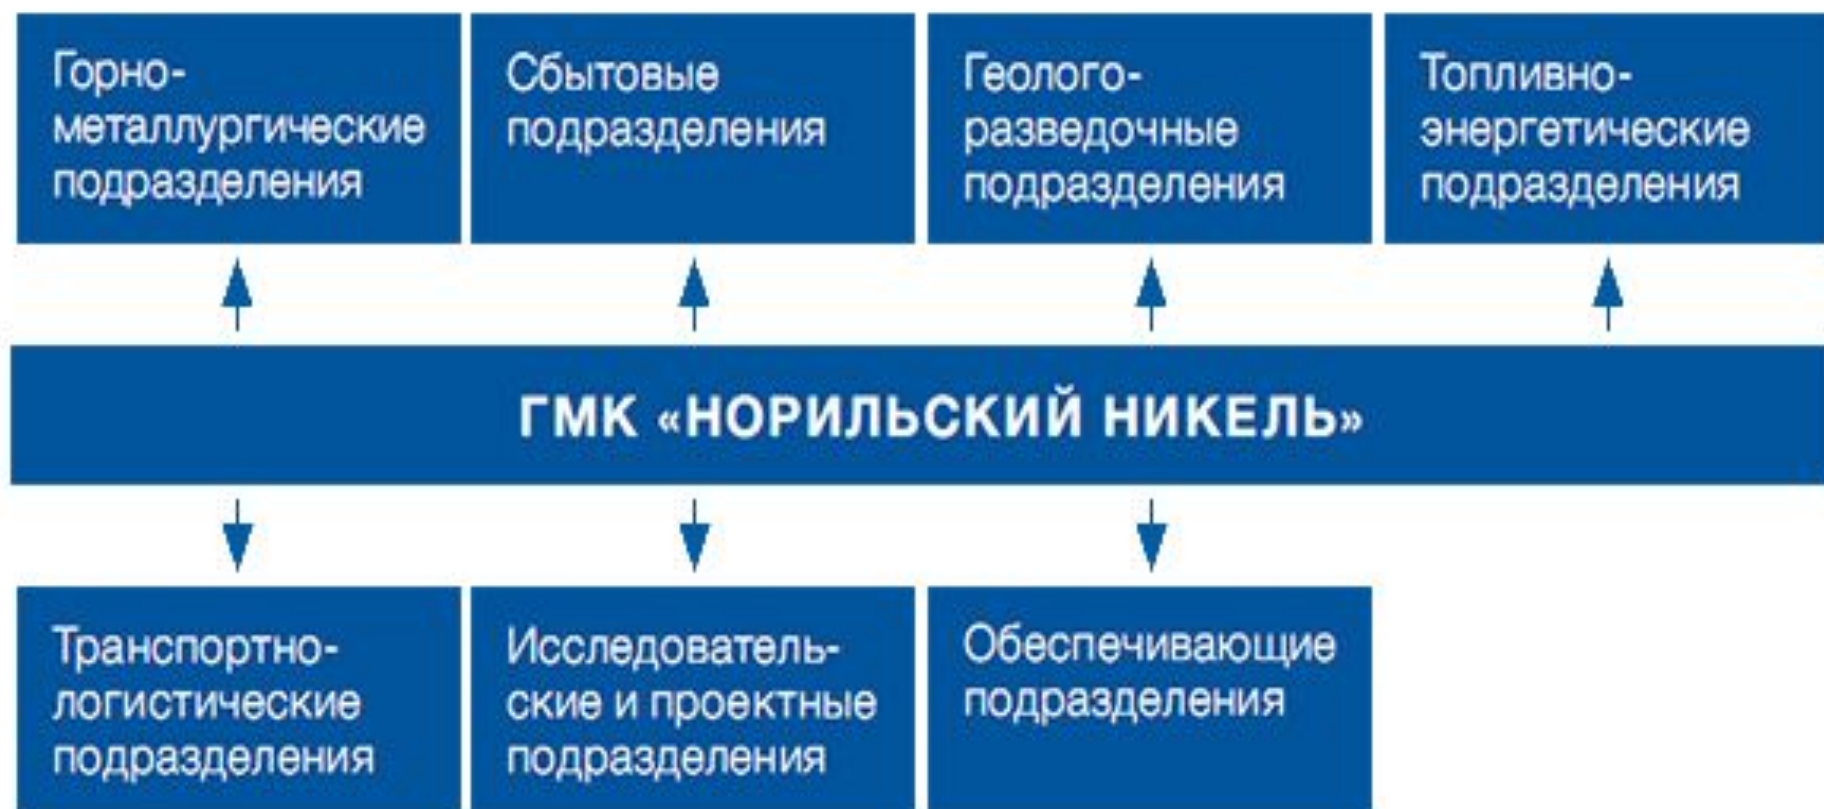 Горно-
металлургические
подразделения
Сбытовые
подразделения
Геолого-
разведочные
подразделения
Топливно-
энергетические
подразделения
ГМК «НОРИЛЬСКИЙ НИКЕЛЬ»
Транспортно-
логистические
подразделения
Исследователь-
ские и проектные
подразделения
Обеспечивающие
подразделения